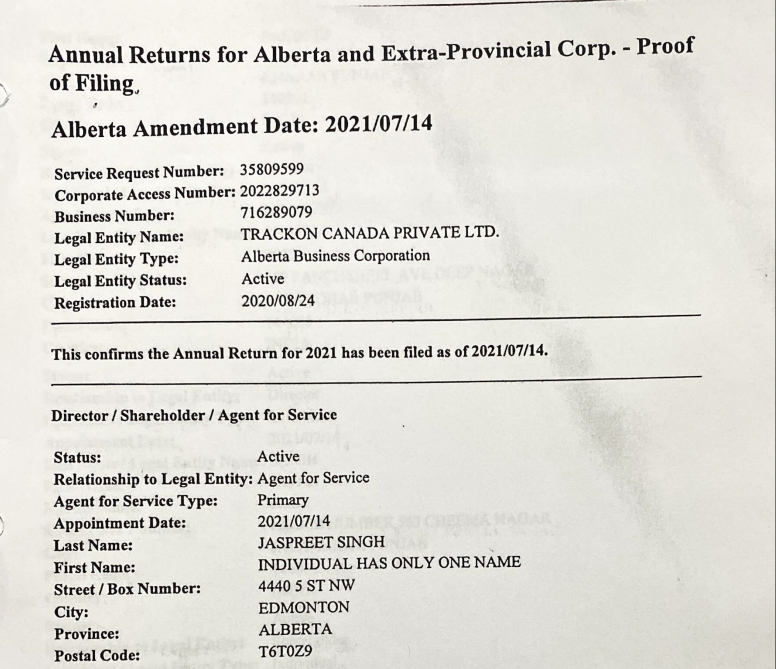 Annual Returns for Alberta and Extra-Provincial Corp. - Proof
of Filing
Alberta Amendment Date: 2021/07/14
Service Request Number: 35809599
Corporate Access Number: 2022829713
Business Number: 716289079
Legal Entity Name: TRACKON CANADA PRIVATE LTD.
Legal Entity Type: Alberta Business Corporation
Legal Entity Status: Active
Registration Date: 2020/08/24
This confirms the Annual Return for 2021 has been filed as of 2021/07/14.
Director / Shareholder / Agent for Service
Status: Active
Relationship to Legal Entity: Agent for Service
Agent for Service Type: Primary
Appointment Date: 2021/07/14
Last Name: JASPREET SINGH
First Name: INDIVIDUAL HAS ONLY ONE NAME
Street / Box Number: 4440 5 ST NW
City: EDMONTON
Province: ALBERTA
Postal Code: T6T0Z9